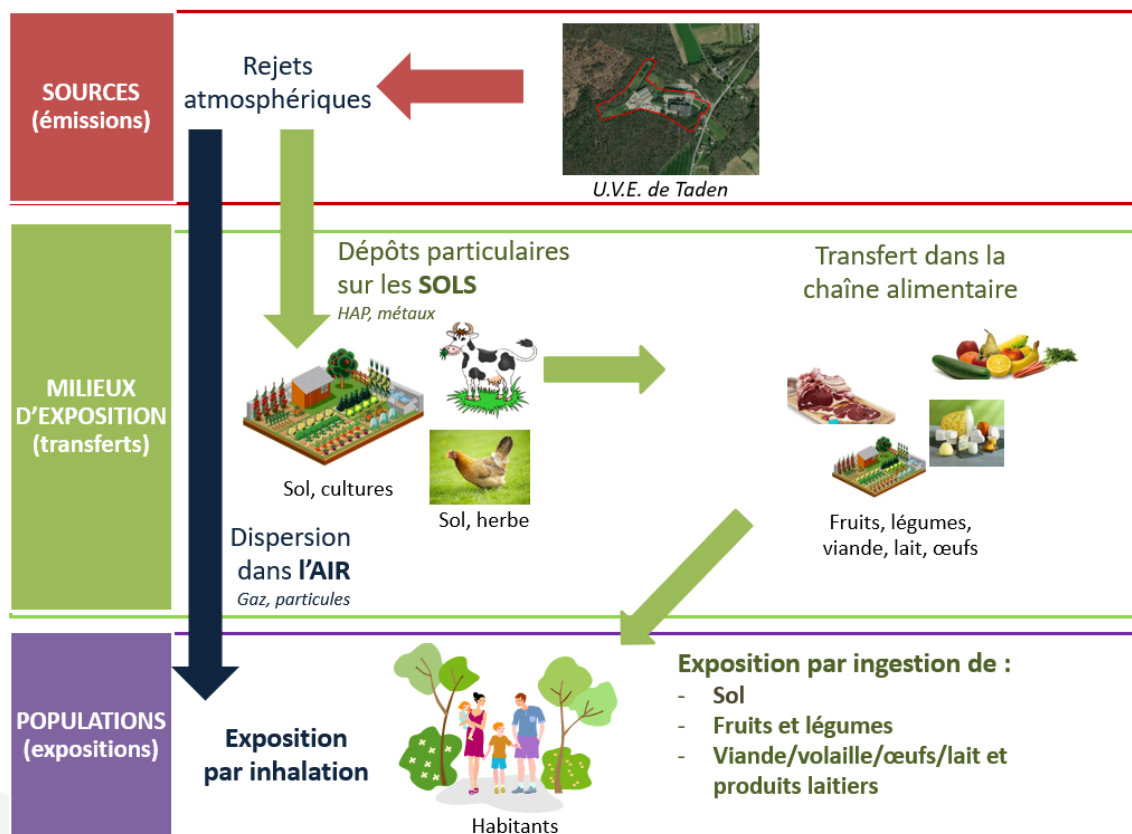 SOURCES
(émissions)
Rejets
atmosphériques
U.V.E. de Taden
MILIEUX
D'EXPOSITION
(transferts)
Dépôts particulaires
sur les SOLS
HAP, métaux
Transfert dans la
chaîne alimentaire
Sol, cultures
Sol, herbe
Fruits, légumes,
viande, lait, œufs
Dispersion
dans l'AIR
Gaz, particules
POPULATIONS
(expositions)
Exposition
par inhalation
Habitants
Exposition par ingestion de :
- Sol
- Fruits et légumes
- Viande/volaille/œufs/lait et
produits laitiers